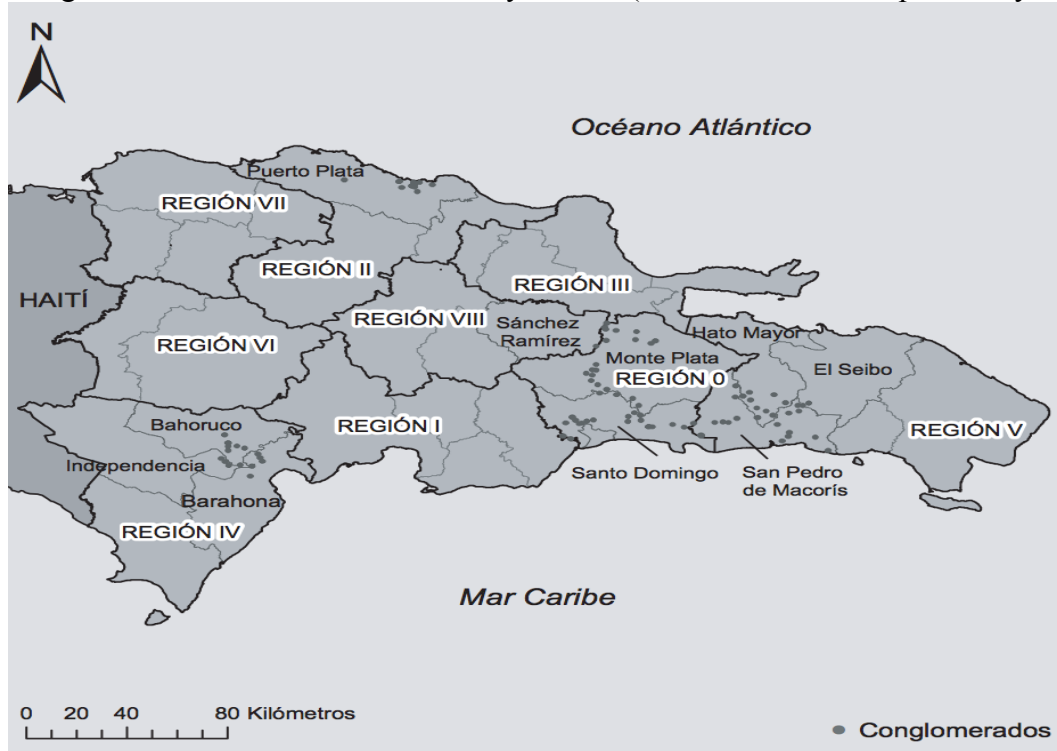 N
Océano Atlántico
Puerto Plata
REGIÓN VII
REGIÓN II
REGIÓN III
HAITÍ
REGIÓN VIII
Sánchez
Ramírez
Hato Mayor
REGIÓN VI
Monte Plata
El Seibo
REGIÓN 0
Bahoruco
REGIÓN I
REGIÓN V
Independencia
Santo Domingo
San Pedro
de Macorís
Barahona
REGIÓN IV
Mar Caribe
0 20 40 80 Kilómetros
Conglomerados